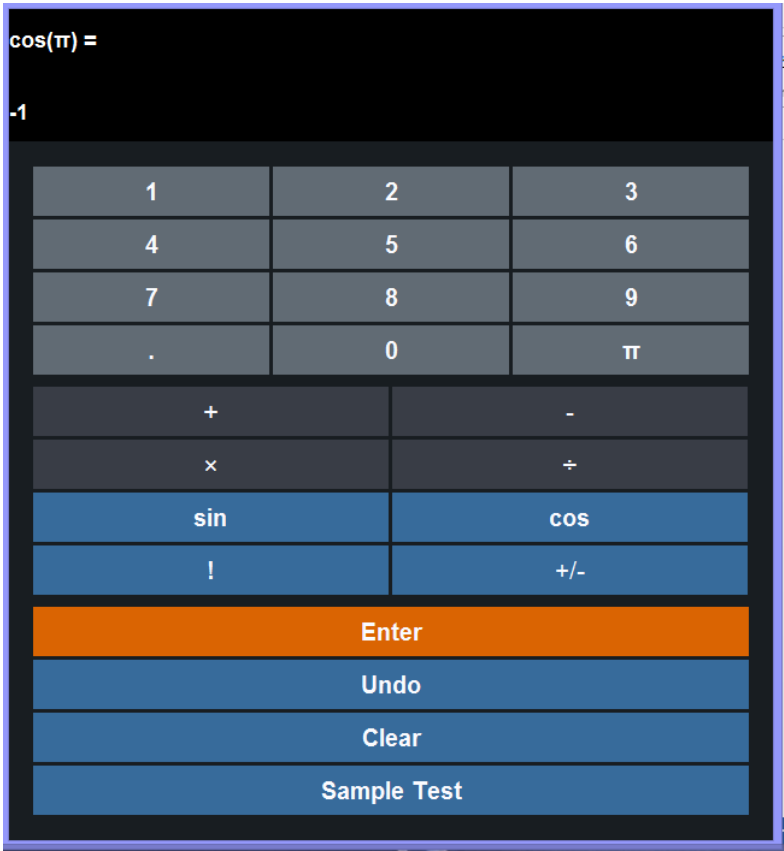 cos(π) =
-1
1 2 3
4 5 6
7 8 9
. 0 π
+ -
× ÷
sin cos
! +/-
Enter
Undo
Clear
Sample Test